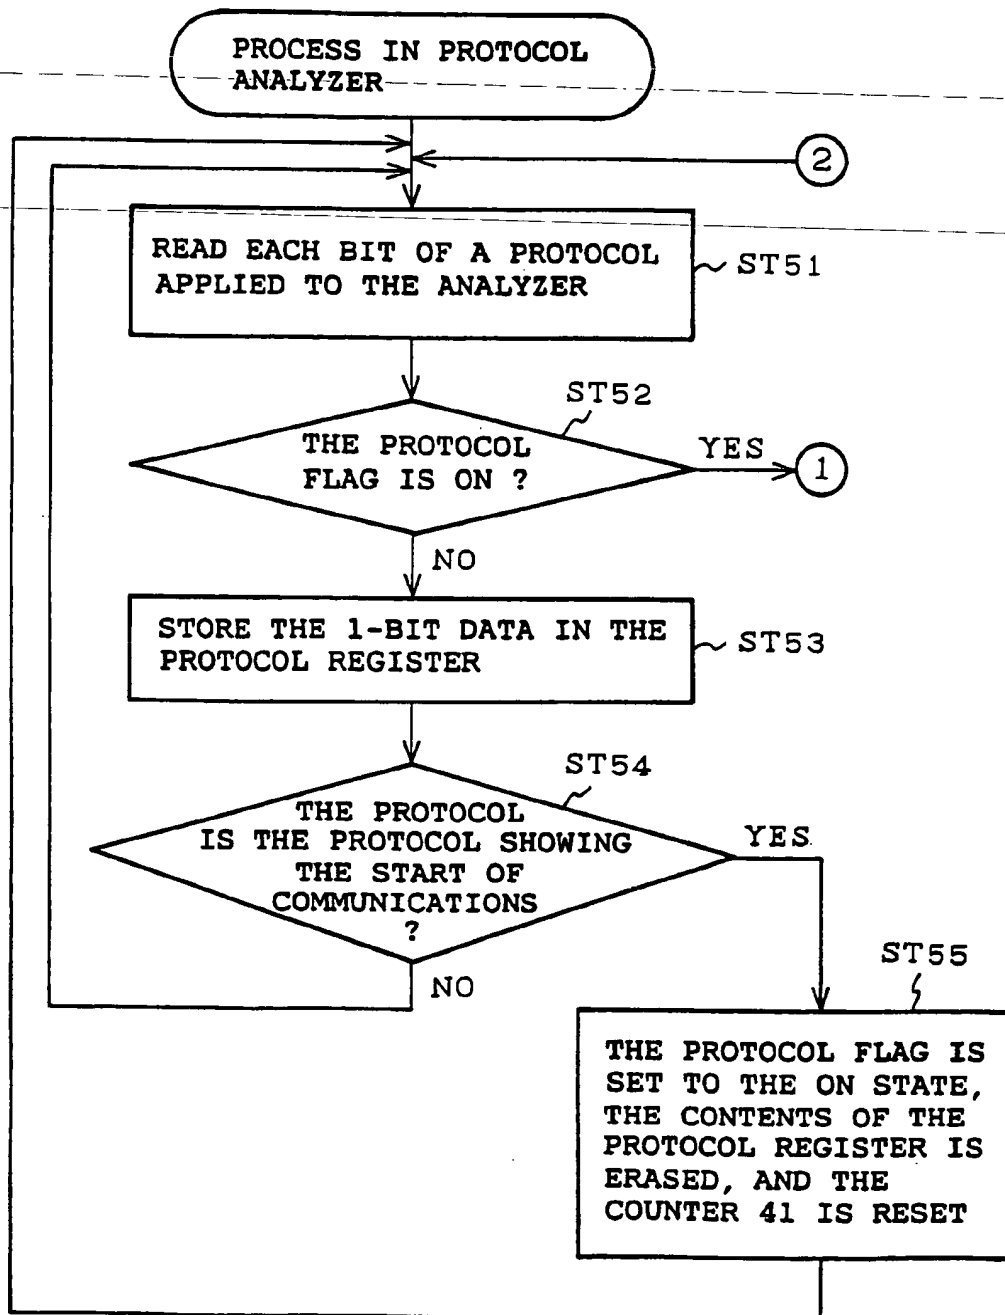 PROCESS IN PROTOCOL
ANALYZER
2
READ EACH BIT OF A PROTOCOL
APPLIED TO THE ANALYZER
ST51
ST52
THE PROTOCOL
FLAG IS ON ?
YES
1
NO
STORE THE 1-BIT DATA IN THE
PROTOCOL REGISTER
ST53
ST54
THE PROTOCOL
IS THE PROTOCOL SHOWING
THE START OF
COMMUNICATIONS
?
YES
NO
ST55
THE PROTOCOL FLAG IS
SET TO THE ON STATE,
THE CONTENTS OF THE
PROTOCOL REGISTER IS
ERASED, AND THE
COUNTER 41 IS RESET